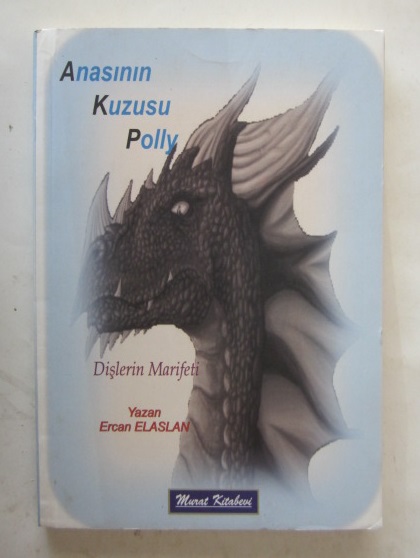 Anasının
Kuzusu
Polly
Dişlerin Marifeti
Yazan
Ercan ELASLAN
Murat Kitabevi